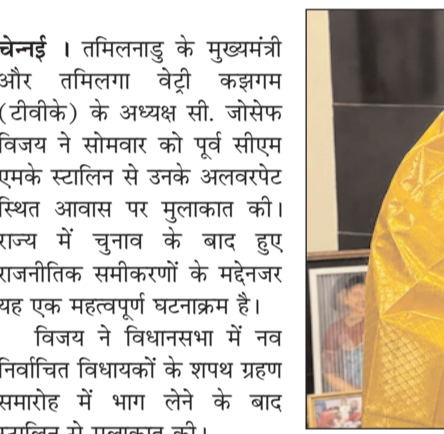 चेन्नई । तमिलनाडु के मुख्यमंत्री
और तमिलगा वेट्री कझगम
(टीवीके) के अध्यक्ष सी. जोसेफ
विजय ने सोमवार को पूर्व सीएम
एमके स्टालिन से उनके अलवरपेट
स्थित आवास पर मुलाकात की।
राज्य में चुनाव के बाद हुए
राजनीतिक समीकरणों के मद्देनजर
यह एक महत्वपूर्ण घटनाक्रम है।
विजय ने विधानसभा में नव
निर्वाचित विधायकों के शपथ ग्रहण
समारोह में भाग लेने के बाद
स्टालिन से मुलाकात की।